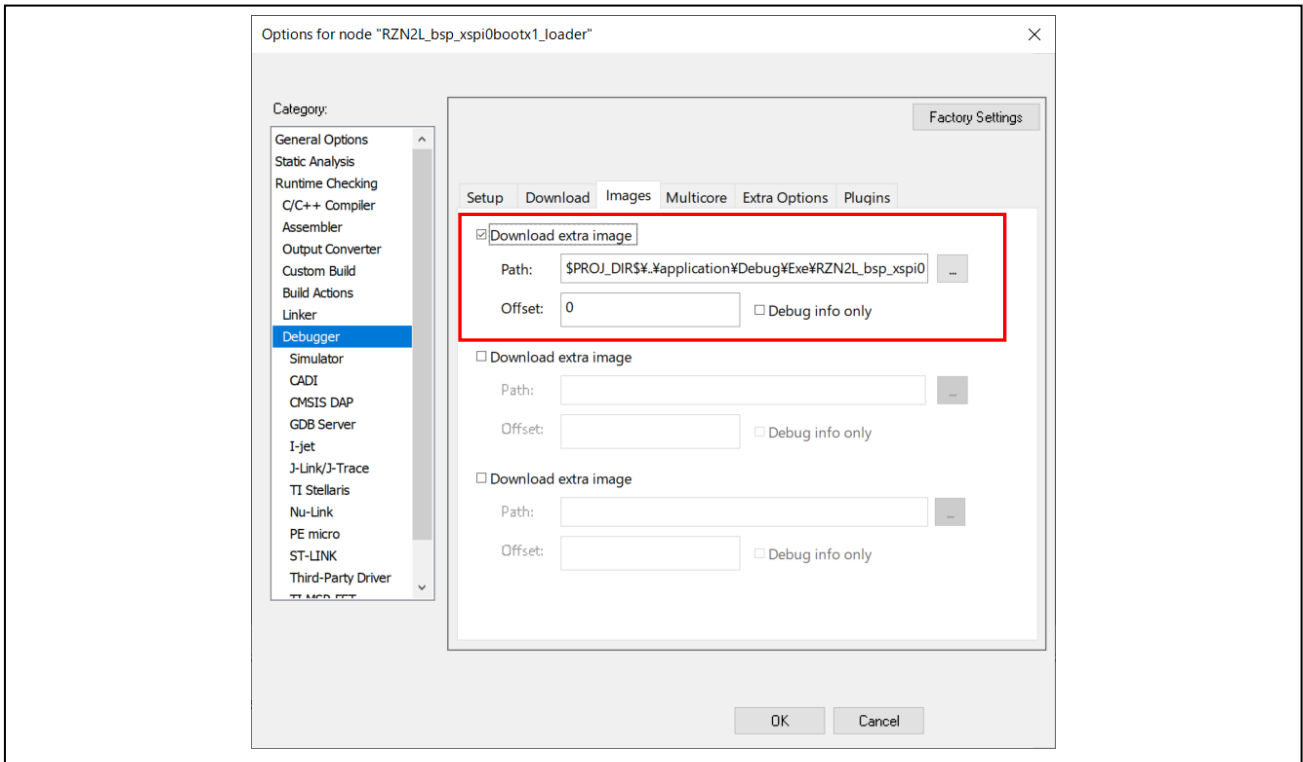 Options for node "RZN2L_bsp_xspi0bootx1_loader"
Category:
Factory Settings
General Options
Static Analysis
Runtime Checking
C/C++ Compiler
Assembler
Output Converter
Custom Build
Build Actions
Linker
Debugger
Simulator
CADI
CMSIS DAP
GDB Server
I-jet
J-Link/J-Trace
TI Stellaris
Nu-Link
PE micro
ST-LINK
Third-Party Driver
TI MSP FET
Setup Download Images Multicore Extra Options Plugins
Download extra image
Path: $PROJ_DIR$¥..¥application¥Debug¥Exe¥RZN2L_bsp_xspi0 ...
Offset: 0 Debug info only
Download extra image
Path: ...
Offset: Debug info only
Download extra image
Path: ...
Offset: Debug info only
OK Cancel